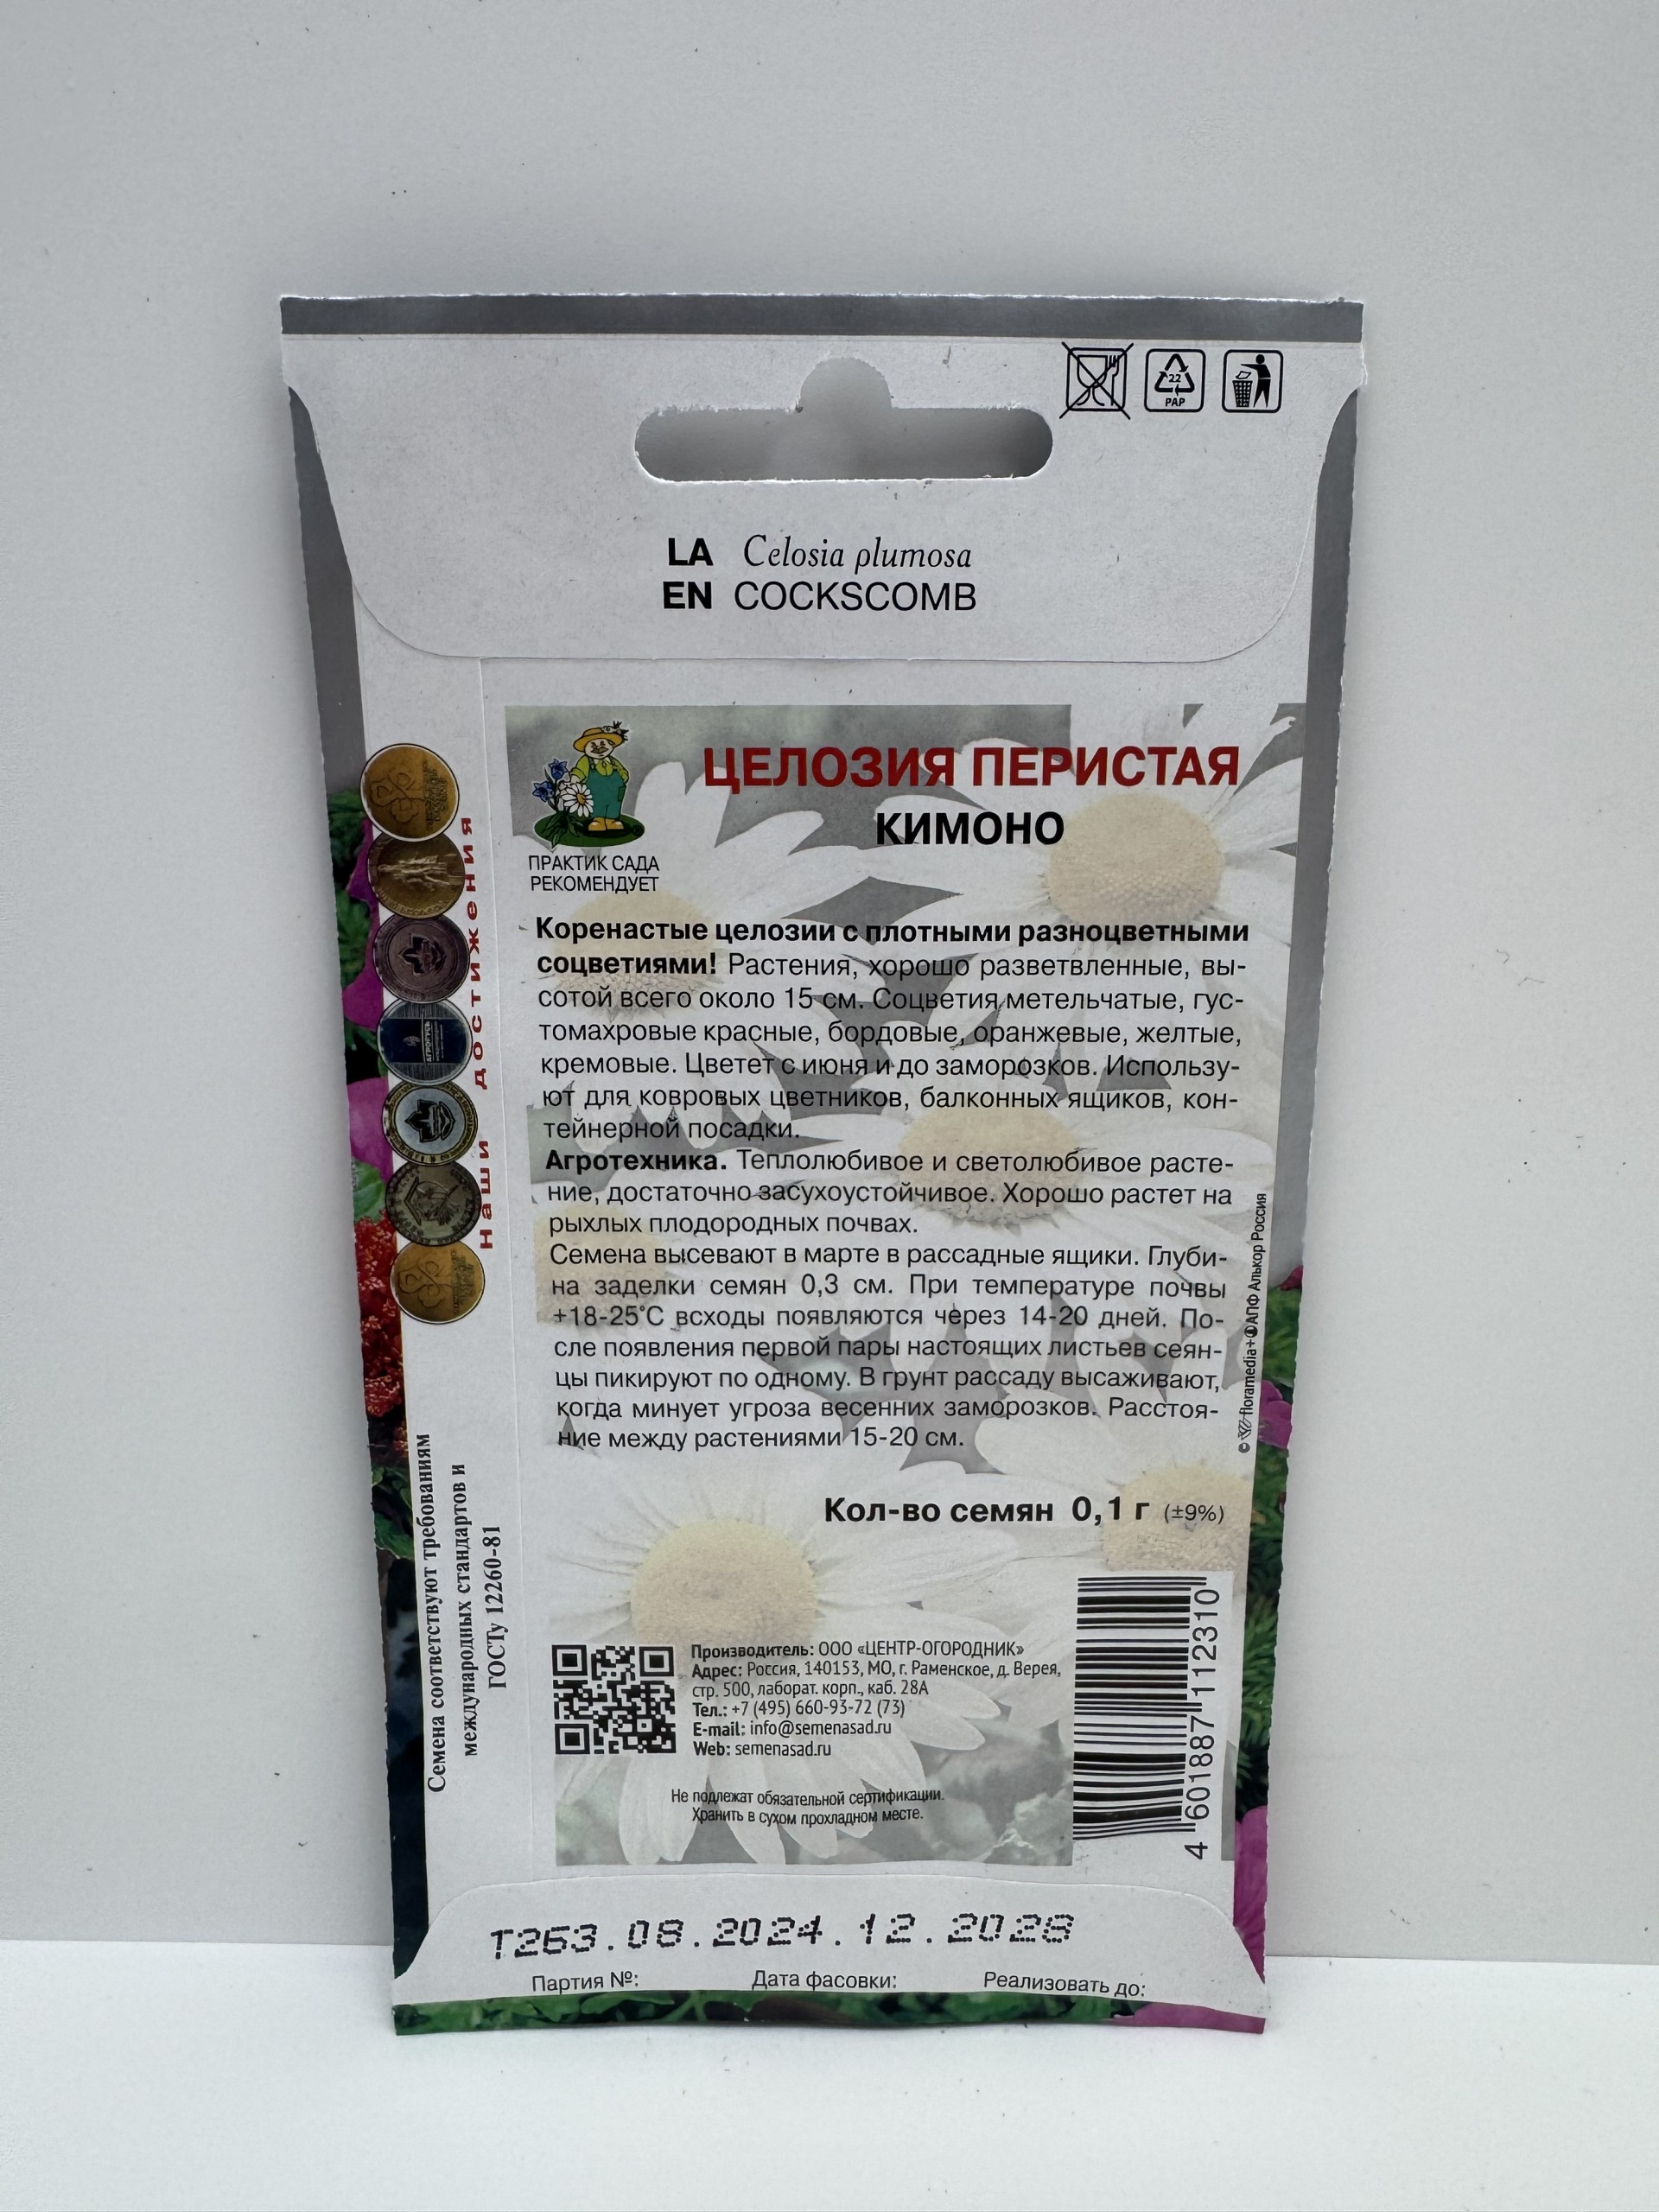 22
PAP
LA Celosia plumosa
EN COCKSCOMB
ЦЕЛОЗИЯ ПЕРИСТАЯ
КИМОНО
ПРАКТИК САДА
РЕКОМЕНДУЕТ
Коренастые целозии с плотными разноцветными
соцветиями! Растения, хорошо разветвленные, вы-
сотой всего около 15 см. Соцветия метельчатые, гус-
томахровые красные, бордовые, оранжевые, желтые,
кремовые. Цветет с июня и до заморозков. Использу-
ют для ковровых цветников, балконных ящиков, кон-
тейнерной посадки.
Агротехника. Теплолюбивое и светолюбивое расте-
ние, достаточно засухоустойчивое. Хорошо растет на
рыхлых плодородных почвах.
Семена высевают в марте в рассадные ящики. Глуби-
на заделки семян 0,3 см. При температуре почвы
+18-25°С всходы появляются через 14-20 дней. По-
сле появления первой пары настоящих листьев сеян-
цы пикируют по одному. В грунт рассаду высаживают,
когда минует угроза весенних заморозков. Расстоя-
ние между растениями 15-20 см.
Кол-во семян 0,1 г (±9%)
© floramedia+ АПФ Алькор Россия
Наши достижения
АГРОРУСЬ
Семена соответствуют требованиям
международных стандартов и
ГОСТу 12260-81
Производитель: ООО «ЦЕНТР-ОГОРОДНИК»
Адрес: Россия, 140153, МО, г. Раменское, д. Верея,
стр. 500, лаборат. корп., каб. 28А
Тел.: +7 (495) 660-93-72 (73)
E-mail: info@semenasad.ru
Web: semenasad.ru
Не подлежат обязательной сертификации.
Хранить в сухом прохладном месте.
4 601887 112310
Т263.08.2024.12.2028
Партия №: Дата фасовки: Реализовать до: